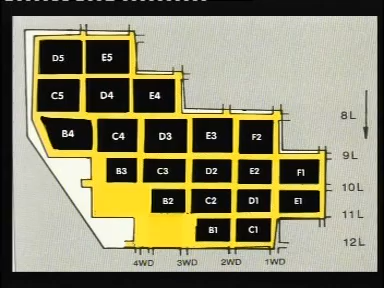 D5 E5
C5 D4 E4
8L
B4 C4 D3 E3 F2
9L
B3 C3 D2 E2 F1
10L
B2 C2 D1 E1
11L
B1 C1
12L
4WD 3WD 2WD 1WD